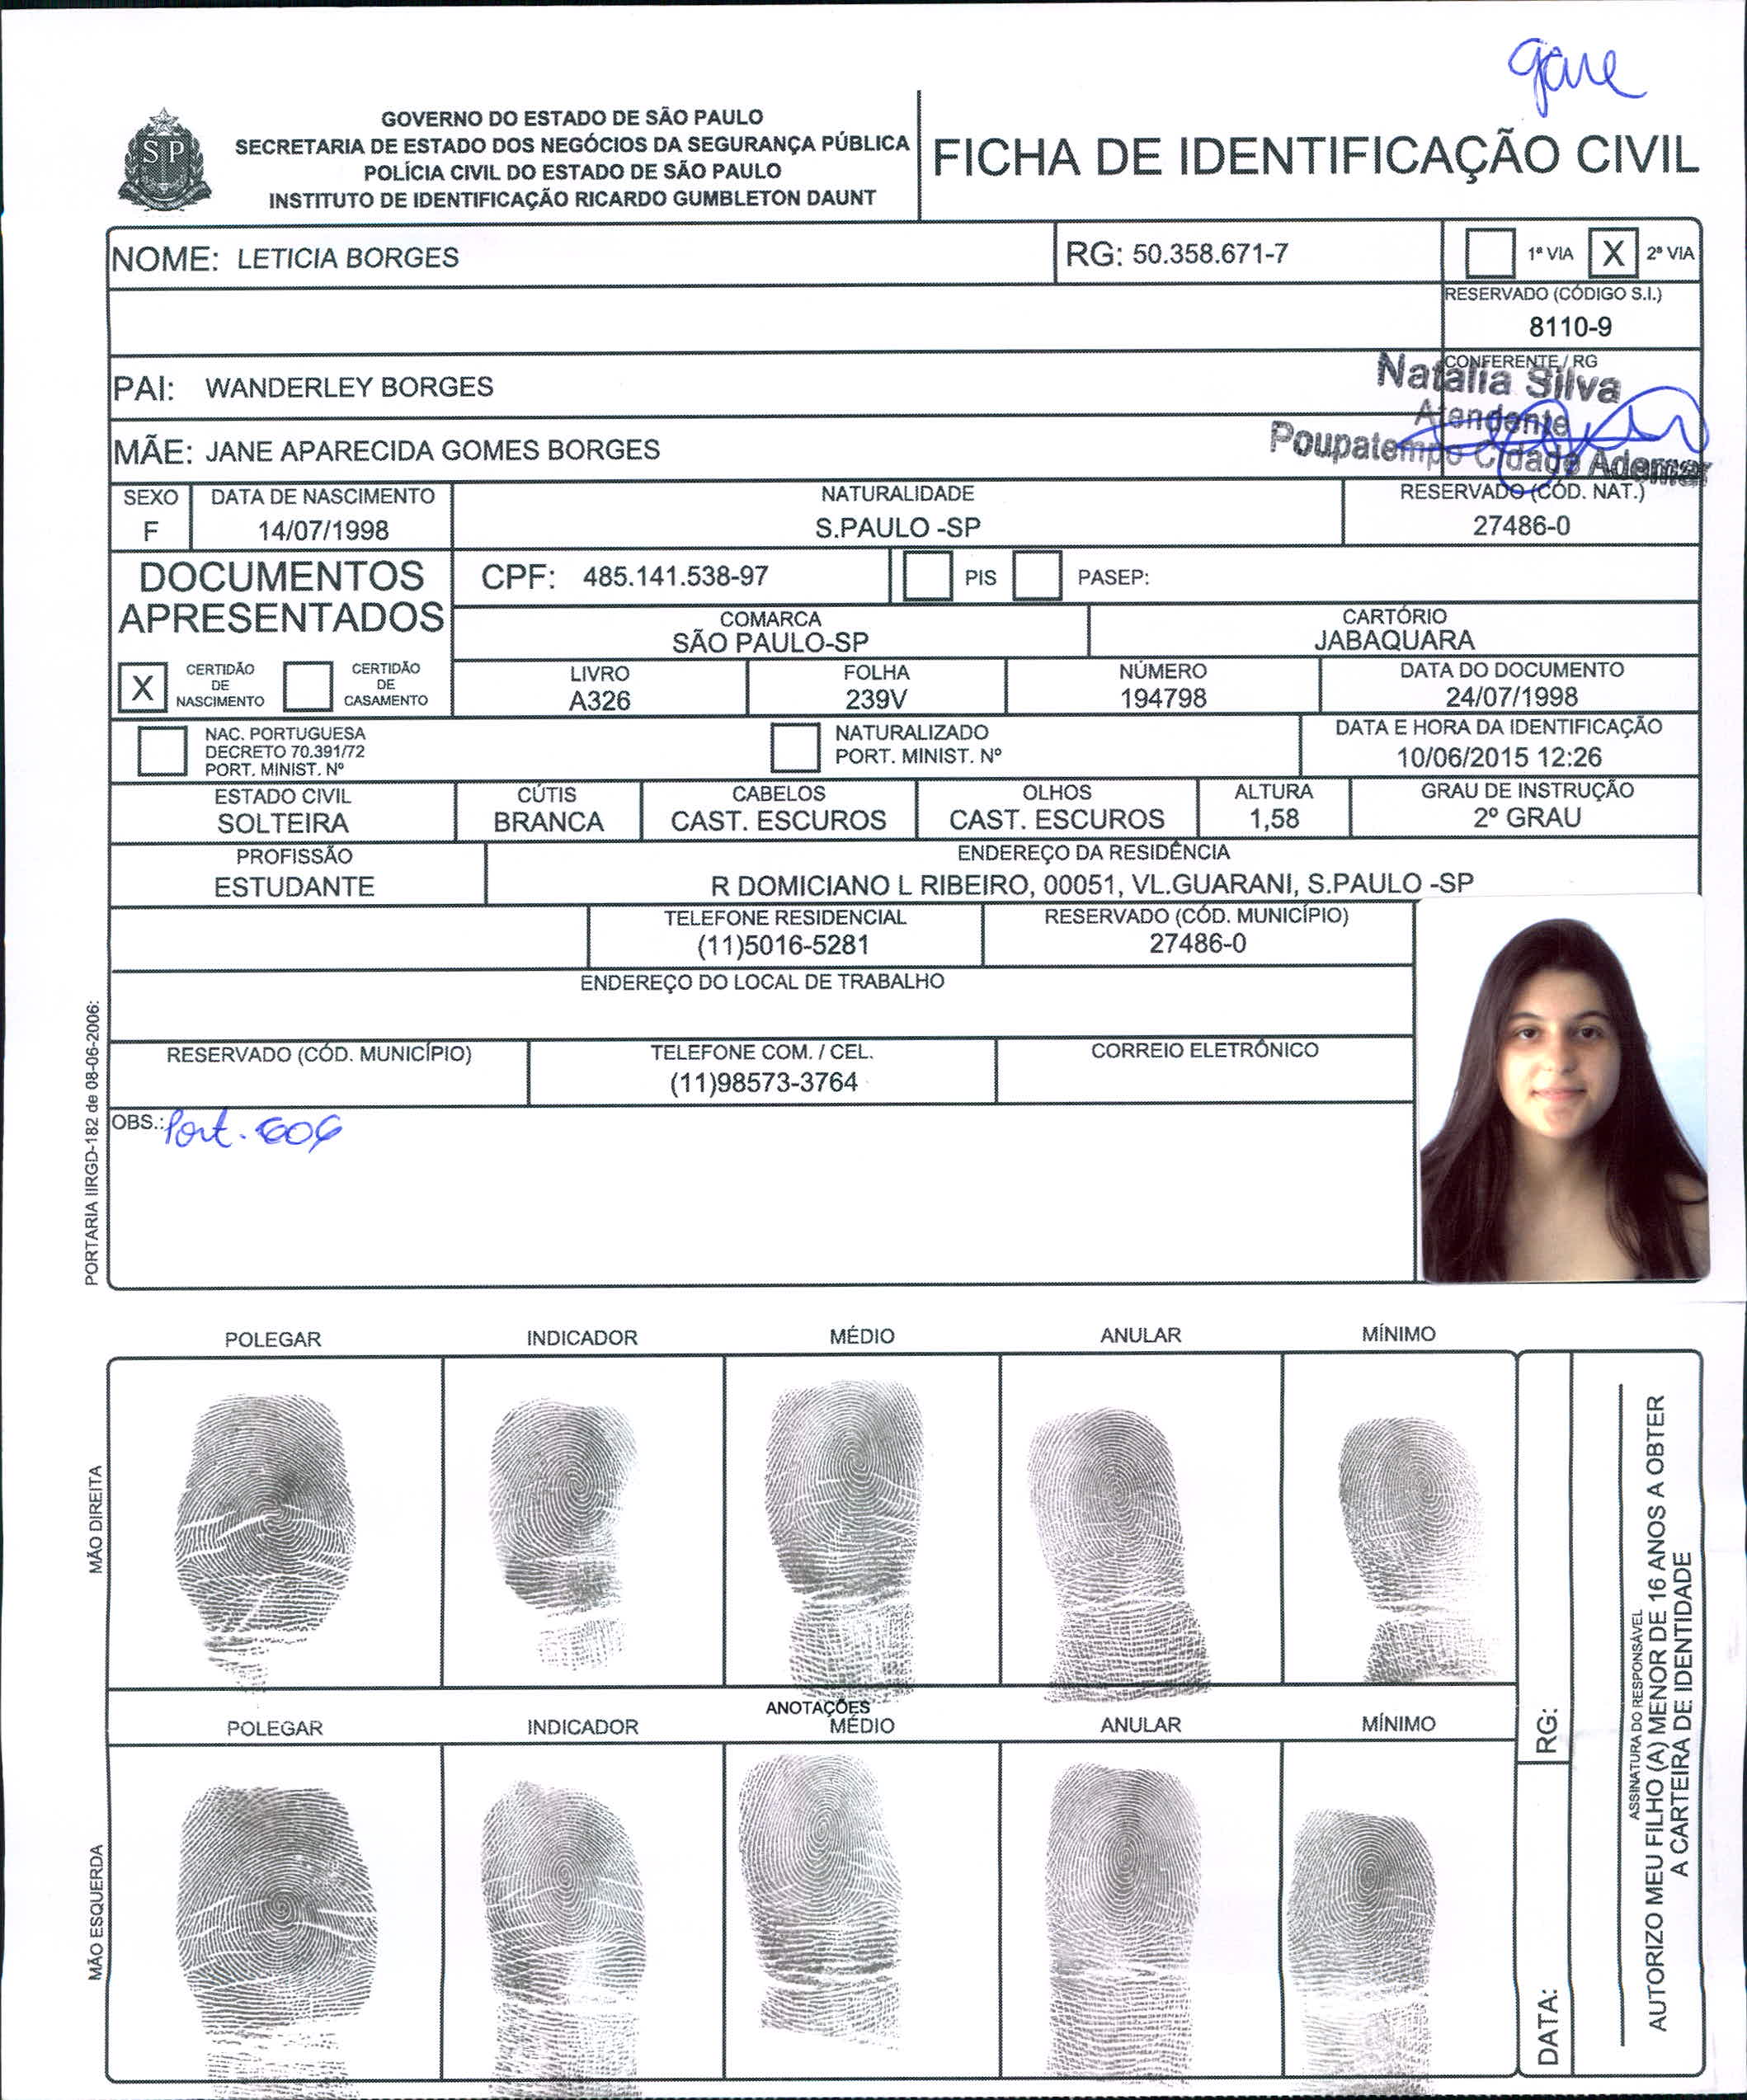 gare
GOVERNO DO ESTADO DE SÃO PAULO
SECRETARIA DE ESTADO DOS NEGÓCIOS DA SEGURANÇA PÚBLICA
POLÍCIA CIVIL DO ESTADO DE SÃO PAULO
INSTITUTO DE IDENTIFICAÇÃO RICARDO GUMBLETON DAUNT
SP
FICHA DE IDENTIFICAÇÃO CIVIL
NOME: LETICIA BORGES
RG: 50.358.671-7
1ª VIA X 2ª VIA
RESERVADO (CÓDIGO S.I.)
8110-9
PAI: WANDERLEY BORGES
CONFERENTE / RG
Natalia Silva
Atendente
Poupatempo Cidade Ademar
MÃE: JANE APARECIDA GOMES BORGES
SEXO
F
DATA DE NASCIMENTO
14/07/1998
NATURALIDADE
S.PAULO -SP
RESERVADO (CÓD. NAT.)
27486-0
DOCUMENTOS
APRESENTADOS
CPF: 485.141.538-97
PIS
PASEP:
COMARCA
SÃO PAULO-SP
CARTÓRIO
JABAQUARA
X CERTIDÃO
DE
NASCIMENTO
CERTIDÃO
DE
CASAMENTO
LIVRO
A326
FOLHA
239V
NÚMERO
194798
DATA DO DOCUMENTO
24/07/1998
NAC. PORTUGUESA
DECRETO 70.391/72
PORT. MINIST. Nº
NATURALIZADO
PORT. MINIST. Nº
DATA E HORA DA IDENTIFICAÇÃO
10/06/2015 12:26
ESTADO CIVIL
SOLTEIRA
CÚTIS
BRANCA
CABELOS
CAST. ESCUROS
OLHOS
CAST. ESCUROS
ALTURA
1,58
GRAU DE INSTRUÇÃO
2º GRAU
PROFISSÃO
ESTUDANTE
ENDEREÇO DA RESIDÊNCIA
R DOMICIANO L RIBEIRO, 00051, VL.GUARANI, S.PAULO -SP
TELEFONE RESIDENCIAL
(11)5016-5281
RESERVADO (CÓD. MUNICÍPIO)
27486-0
ENDEREÇO DO LOCAL DE TRABALHO
RESERVADO (CÓD. MUNICÍPIO)
TELEFONE COM. / CEL.
(11)98573-3764
CORREIO ELETRÔNICO
OBS.: Port.
PORTARIA IIRGD-182 de 08-06-2006:
POLEGAR INDICADOR MÉDIO ANULAR MÍNIMO
MÃO DIREITA
ANOTAÇÕES
POLEGAR INDICADOR MÉDIO ANULAR MÍNIMO
MÃO ESQUERDA
RG:
DATA:
ASSINATURA DO RESPONSÁVEL
AUTORIZO MEU FILHO (A) MENOR DE 16 ANOS A OBTER
A CARTEIRA DE IDENTIDADE